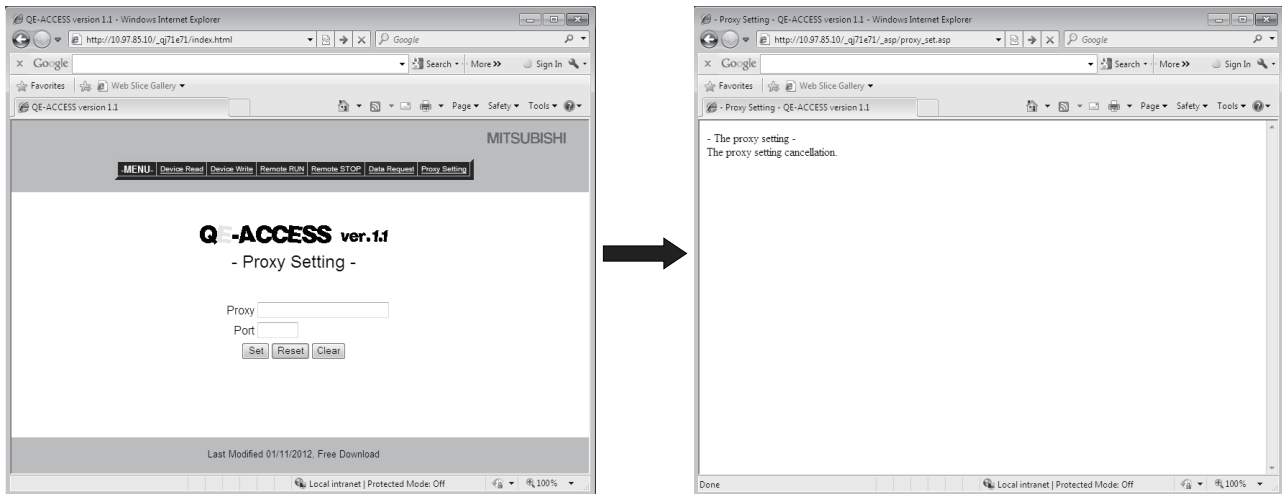 QE-ACCESS version 1.1 - Windows Internet Explorer
http://10.97.85.10/_qj71e71/index.html
Google
x Google
Search
More >>
Sign In
Favorites
Web Slice Gallery
QE-ACCESS version 1.1
Page
Safety
Tools
MITSUBISHI
-MENU-
Device Read
Device Write
Remote RUN
Remote STOP
Data Request
Proxy Setting
QE-ACCESS ver.1.1
- Proxy Setting -
Proxy
Port
Set
Reset
Clear
Last Modified 01/11/2012, Free Download
Local intranet | Protected Mode: Off
100%
- Proxy Setting - QE-ACCESS version 1.1 - Windows Internet Explorer
http://10.97.85.10/_qj71e71/_asp/proxy_set.asp
Google
x Google
Search
More >>
Sign In
Favorites
Web Slice Gallery
- Proxy Setting - QE-ACCESS version 1.1
Page
Safety
Tools
- The proxy setting -
The proxy setting cancellation.
Done
Local intranet | Protected Mode: Off
100%